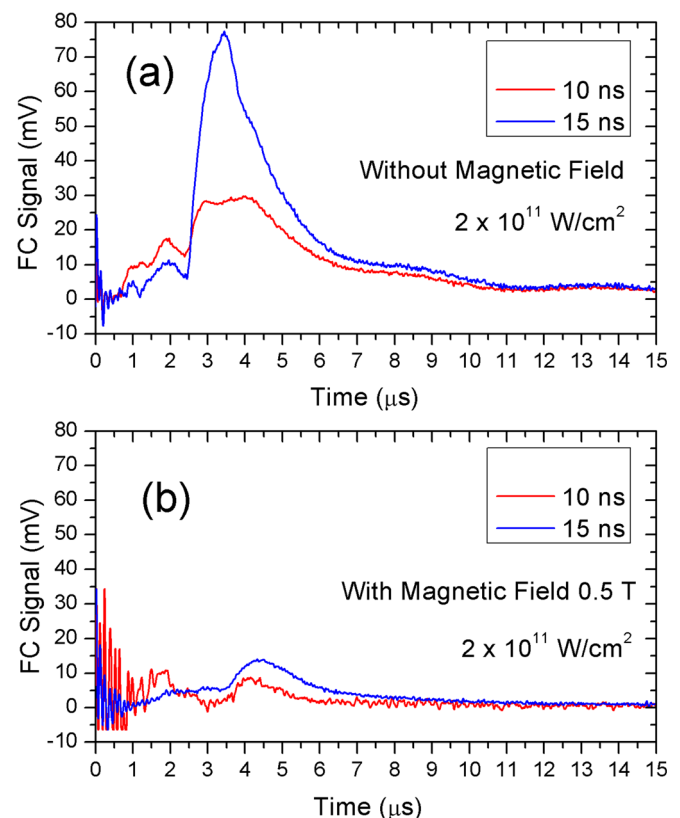 80
70
60
50
40
30
20
10
0
-10
FC Signal (mV)
(a)
10 ns
15 ns
Without Magnetic Field
2 x 10¹¹ W/cm²
0 1 2 3 4 5 6 7 8 9 10 11 12 13 14 15
Time (μs)
80
70
60
50
40
30
20
10
0
-10
FC Signal (mV)
(b)
10 ns
15 ns
With Magnetic Field 0.5 T
2 x 10¹¹ W/cm²
0 1 2 3 4 5 6 7 8 9 10 11 12 13 14 15
Time (μs)